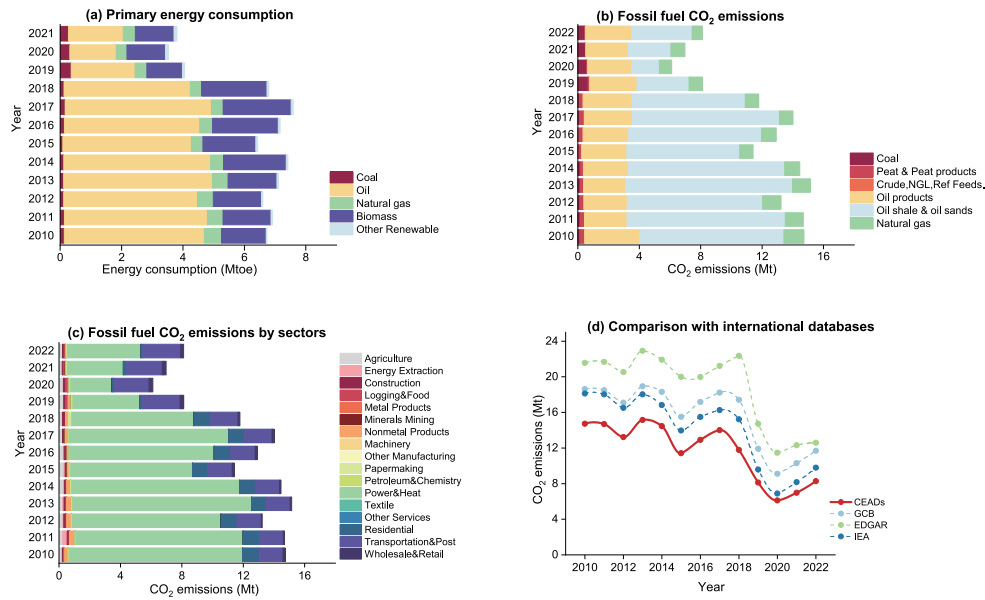 (a) Primary energy consumption
2021
2020
2019
2018
2017
2016
2015
2014
2013
2012
2011
2010
Year
0 2 4 6 8
Energy consumption (Mtoe)
Coal
Oil
Natural gas
Biomass
Other Renewable
(b) Fossil fuel CO2 emissions
2022
2021
2020
2019
2018
2017
2016
2015
2014
2013
2012
2011
2010
Year
0 4 8 12 16
CO2 emissions (Mt)
Coal
Peat & Peat products
Crude,NGL,Ref Feeds.
Oil products
Oil shale & oil sands
Natural gas
(c) Fossil fuel CO2 emissions by sectors
2022
2021
2020
2019
2018
2017
2016
2015
2014
2013
2012
2011
2010
Year
0 4 8 12 16
CO2 emissions (Mt)
Agriculture
Energy Extraction
Construction
Logging&Food
Metal Products
Minerals Mining
Nonmetal Products
Machinery
Other Manufacturing
Papermaking
Petroleum&Chemistry
Power&Heat
Textile
Other Services
Residential
Transportation&Post
Wholesale&Retail
(d) Comparison with international databases
24
20
16
12
8
4
0
CO2 emissions (Mt)
2010 2012 2014 2016 2018 2020 2022
Year
CEADs
GCB
EDGAR
IEA